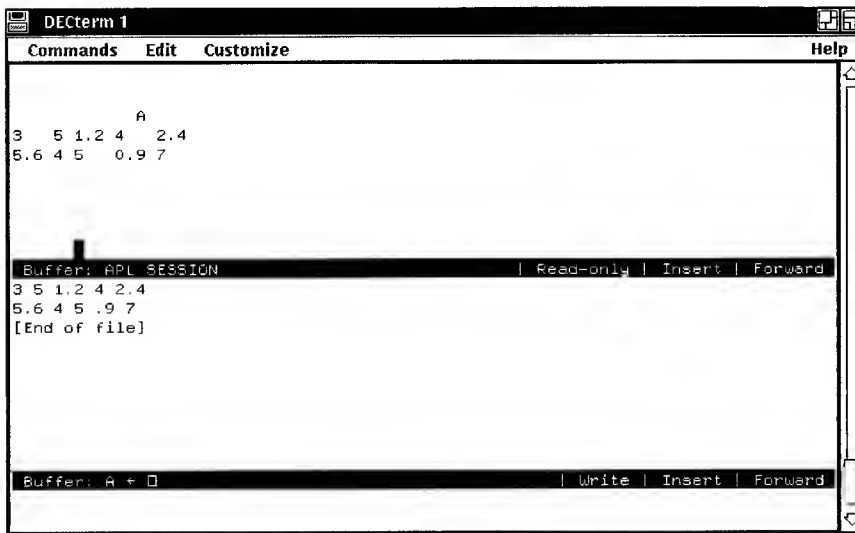 DECterm 1
Commands Edit Customize Help
A
3 5 1.2 4 2.4
5.6 4 5 0.9 7
Buffer: APL SESSION | Read-only | Insert | Forward
3 5 1.2 4 2.4
5.6 4 5 .9 7
[End of file]
Buffer: A ← ⎕ | Write | Insert | Forward